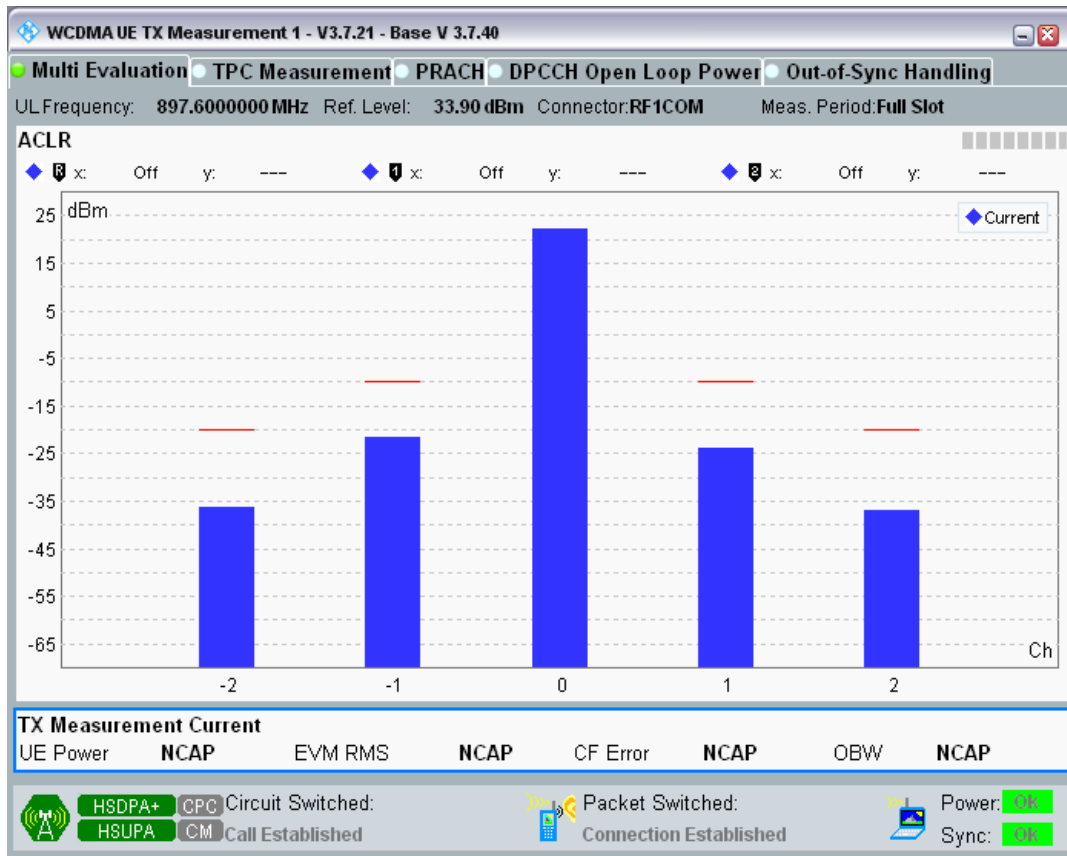 WCDMA UE TX Measurement 1 - V3.7.21 - Base V 3.7.40
Multi Evaluation TPC Measurement PRACH DPCCH Open Loop Power Out-of-Sync Handling
UL Frequency: 897.6000000 MHz Ref. Level: 33.90 dBm Connector:RF1COM Meas. Period:Full Slot
ACLR
R x: Off y: --- 1 x: Off y: --- 2 x: Off y: ---
dBm
Current
25
15
5
-5
-15
-25
-35
-45
-55
-65
Ch
-2 -1 0 1 2
TX Measurement Current
UE Power NCAP EVM RMS NCAP CF Error NCAP OBW NCAP
HSDPA+ CPC Circuit Switched: Packet Switched: Power: Ok
HSUPA CM Call Established Connection Established Sync: Ok